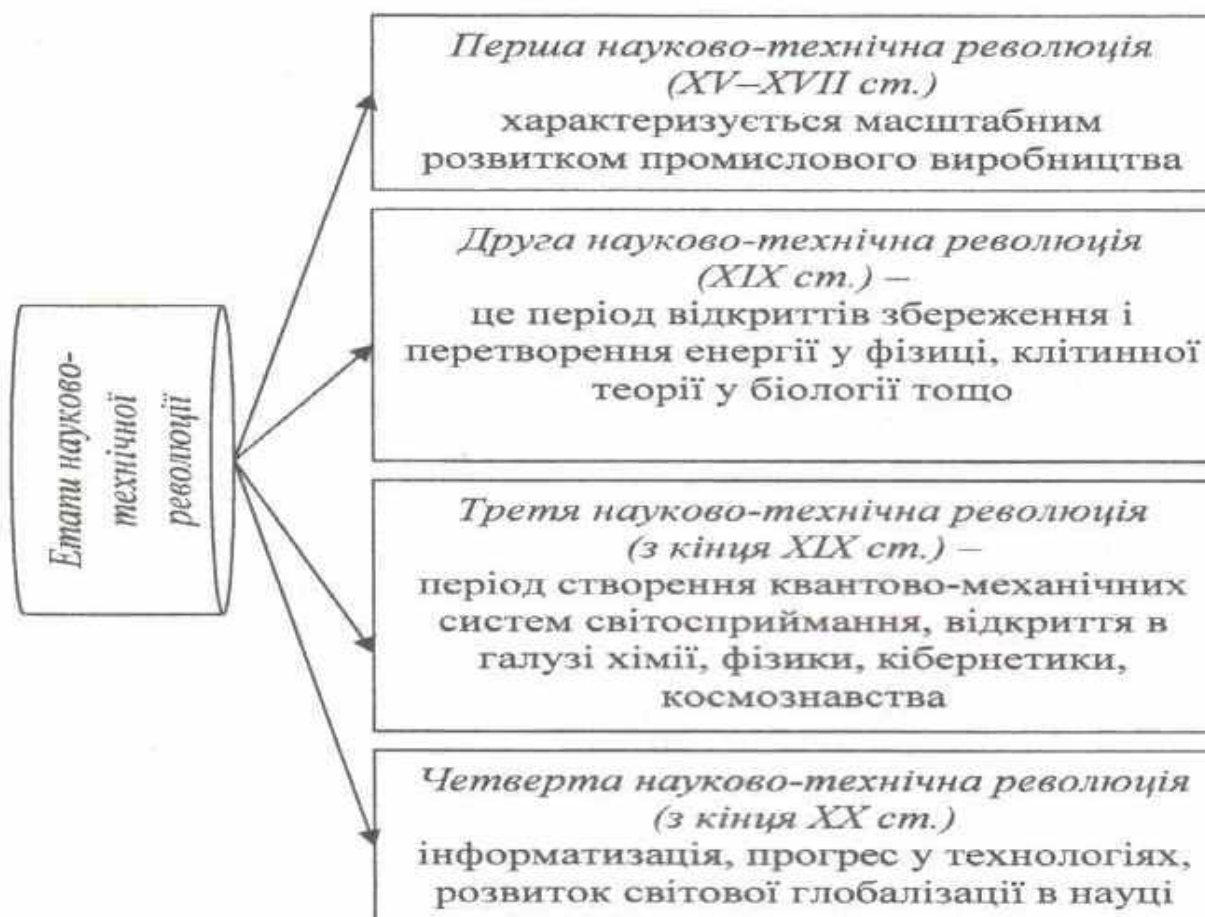 Етапи науково-
технічної
революції
Перша науково-технічна революція
(XV–XVII ст.)
характеризується масштабним
розвитком промислового виробництва
Друга науково-технічна революція
(XIX ст.) –
це період відкриттів збереження і
перетворення енергії у фізиці, клітинної
теорії у біології тощо
Третя науково-технічна революція
(з кінця XIX ст.) –
період створення квантово-механічних
систем світосприймання, відкриття в
галузі хімії, фізики, кібернетики,
космознавства
Четверта науково-технічна революція
(з кінця XX ст.)
інформатизація, прогрес у технологіях,
розвиток світової глобалізації в науці